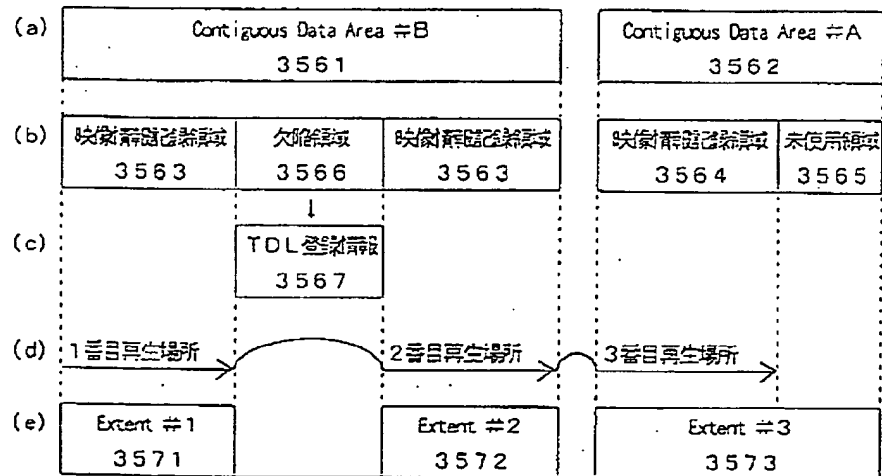 (a) Contiguous Data Area #B Contiguous Data Area #A
3561 3562
(b) 映像情報記録領域 欠陥領域 映像情報記録領域 映像情報記録領域 未使用領域
3563 3566 3563 3564 3565
(c) TDL登録情報
3567
(d) 1番目再生場所 2番目再生場所 3番目再生場所
(e) Extent #1 Extent #2 Extent #3
3571 3572 3573